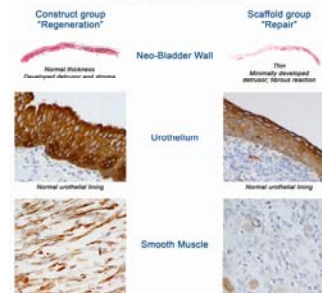 Construct group
"Regeneration"
Scaffold group
"Repair"
Neo-Bladder Wall
Normal thickness
Developed detrusor and stroma
Thin
Minimally developed
detrusor; fibrous reaction
Urothelium
Normal urothelial lining
Normal urothelial lining
Smooth Muscle